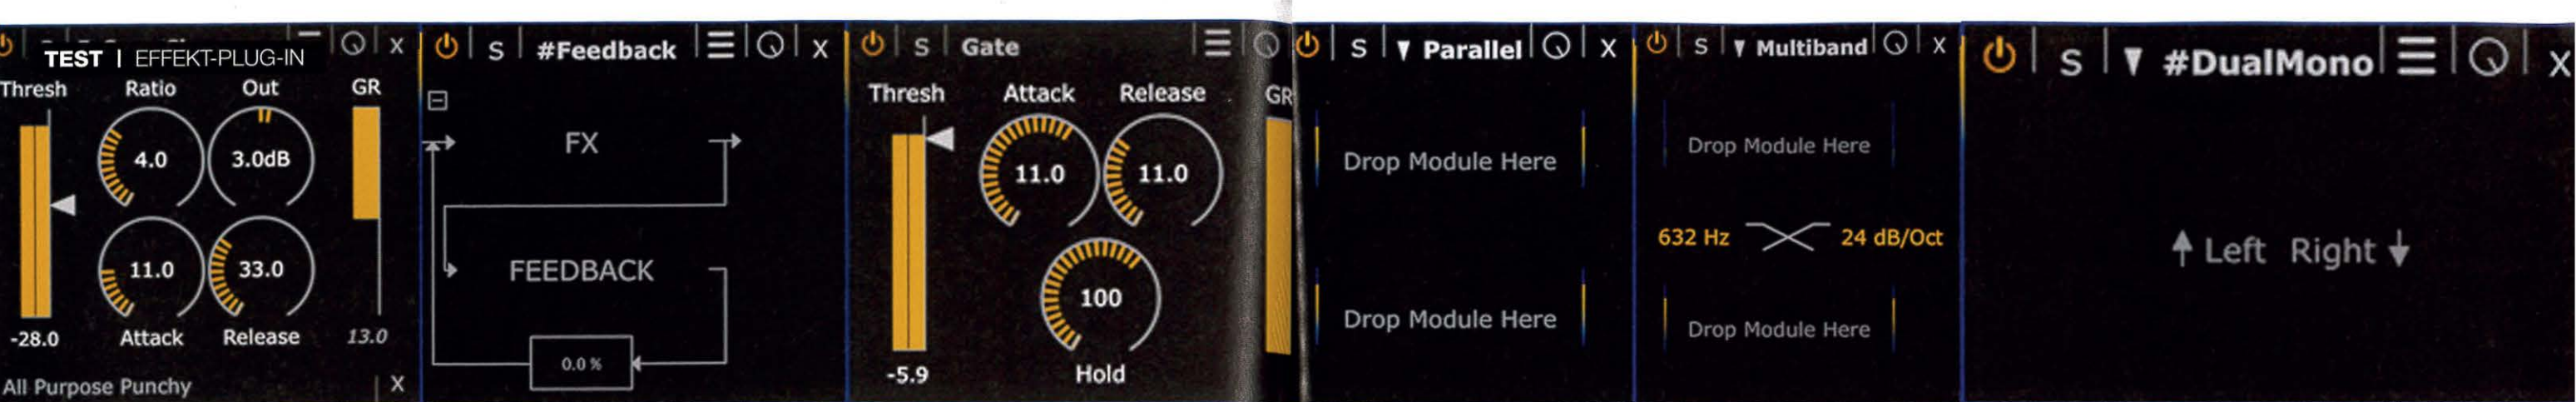 TEST | EFFEKT-PLUG-IN
X
Thresh
Ratio
Out
GR
4.0
3.0dB
11.0
33.0
-28.0
Attack
Release
13.0
All Purpose Punchy
X
S
#Feedback
X
FX
FEEDBACK
0.0 %
S
Gate
Thresh
Attack
Release
GR
11.0
11.0
100
-5.9
Hold
S
Parallel
X
Drop Module Here
Drop Module Here
S
Multiband
X
Drop Module Here
632 Hz
24 dB/Oct
Drop Module Here
S
#DualMono
X
Left Right